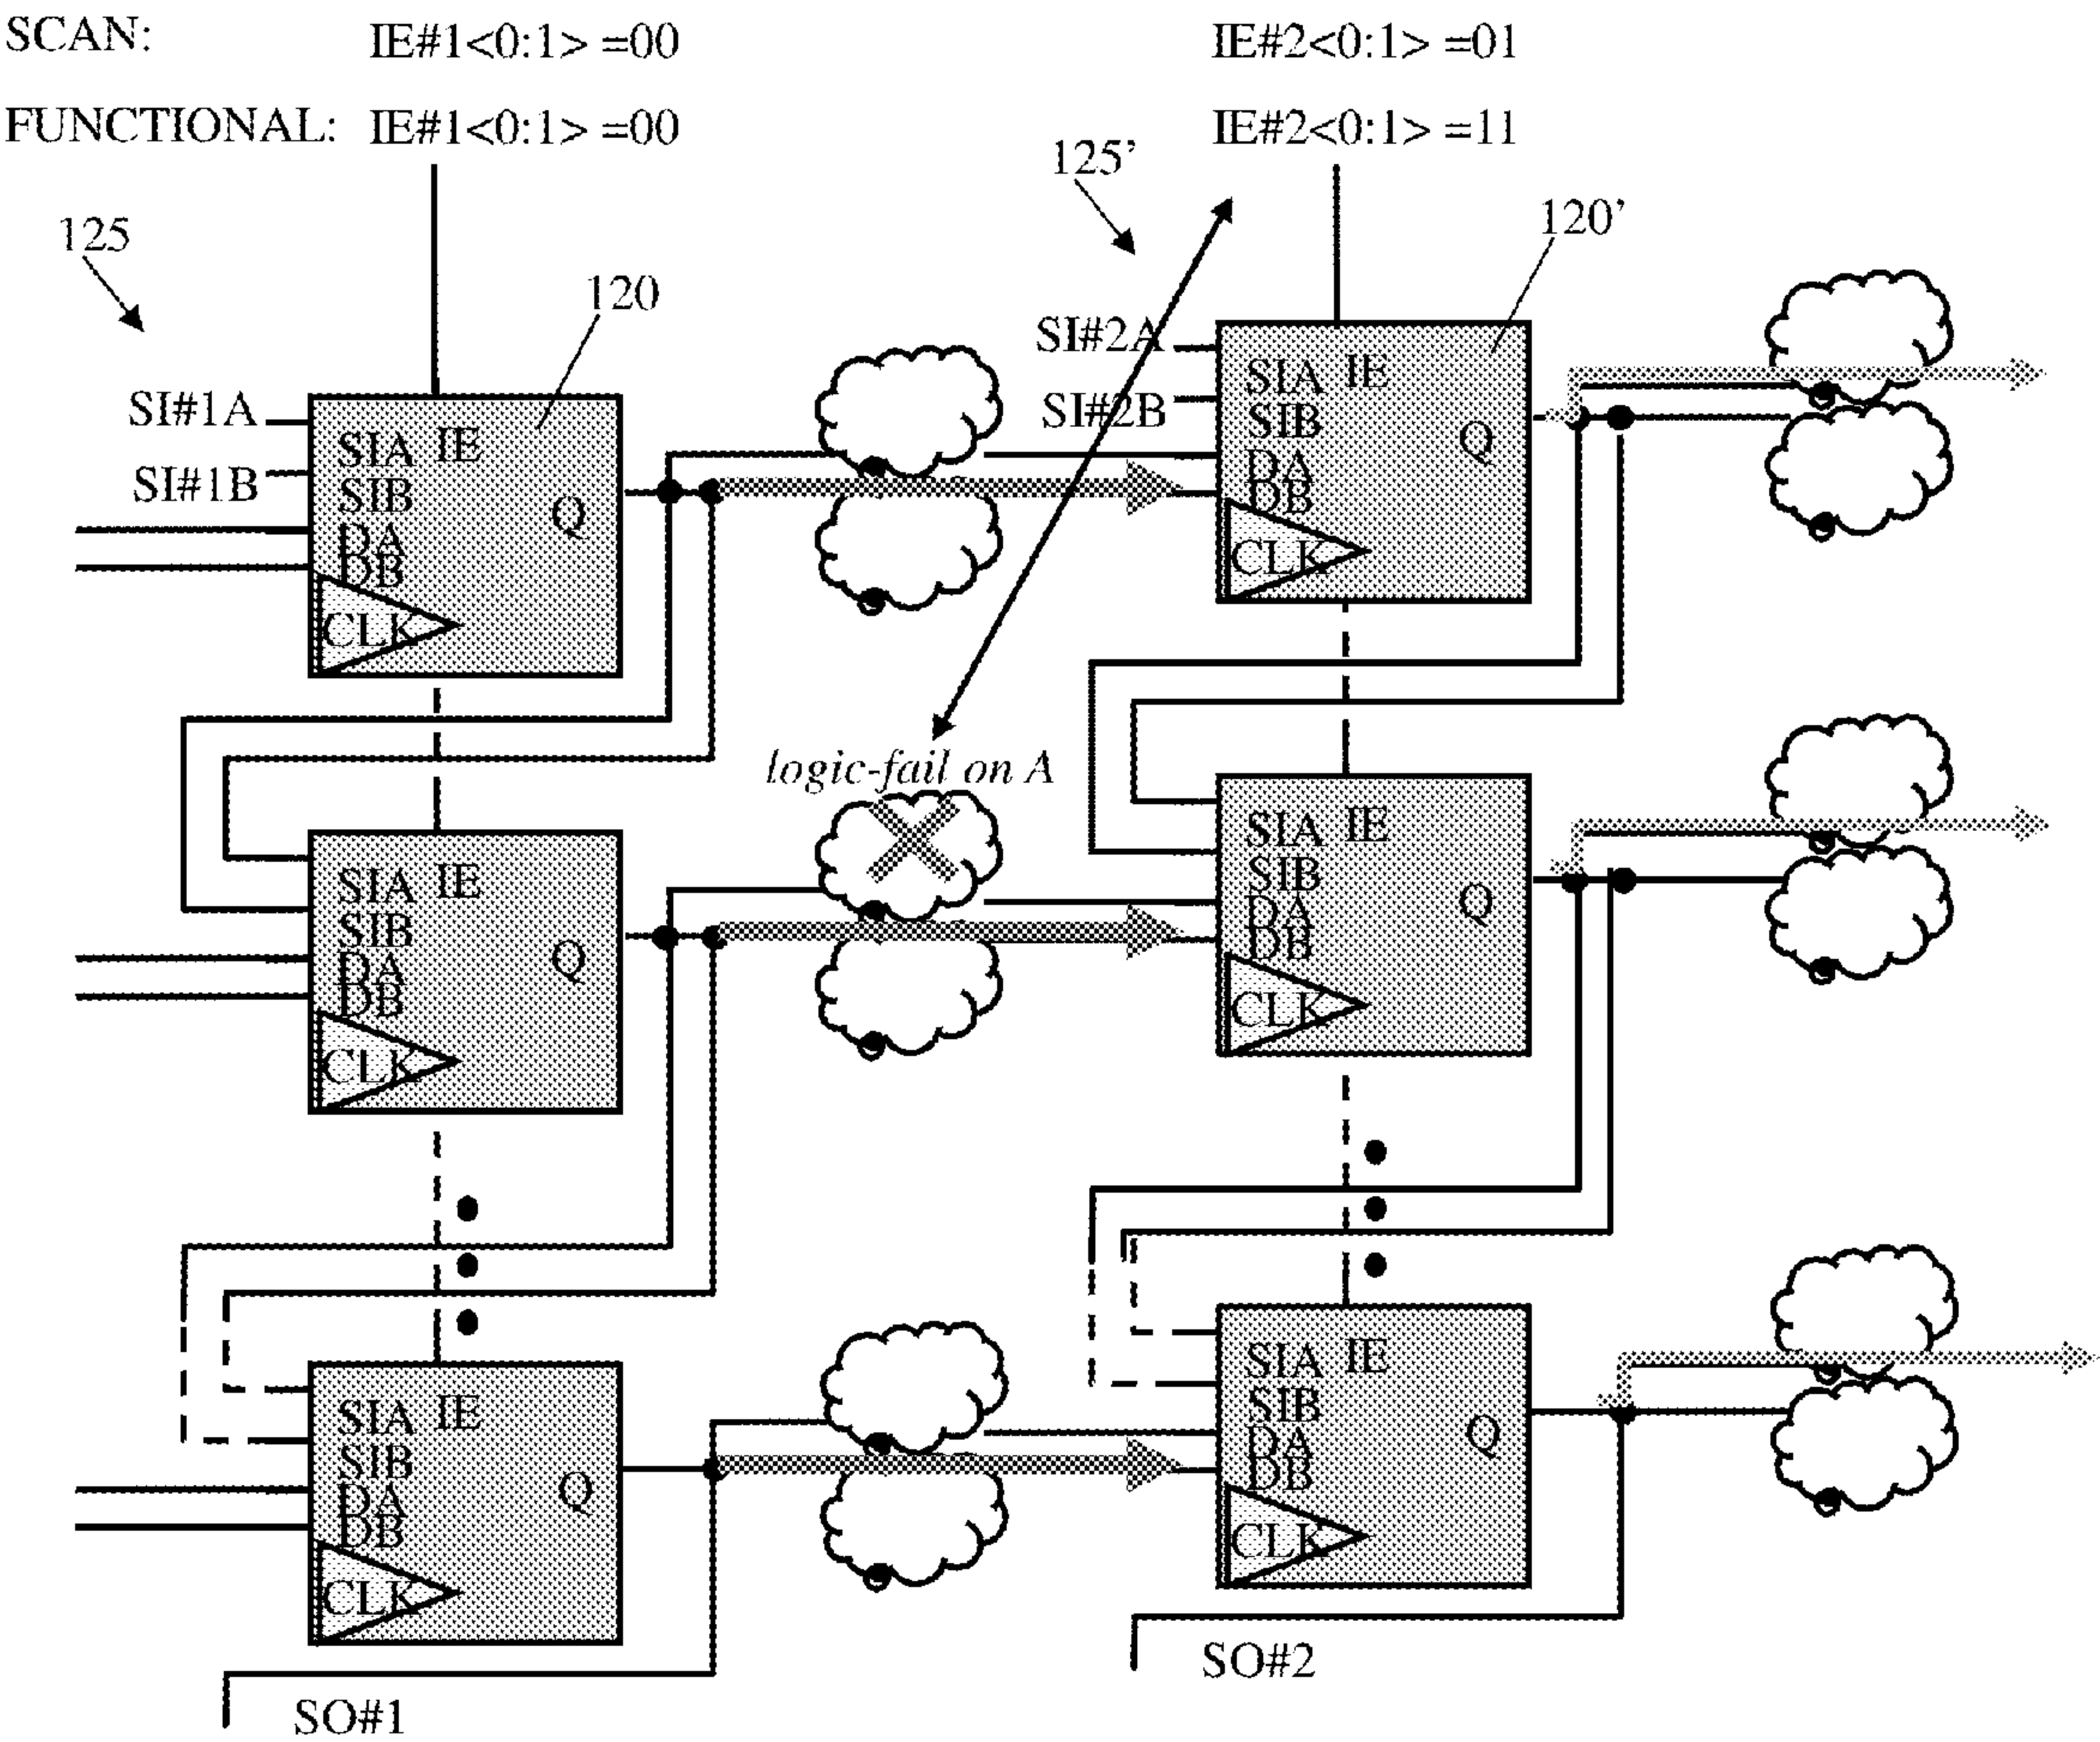 SCAN: IE#1<0:1> =00 IE#2<0:1> =01
FUNCTIONAL: IE#1<0:1> =00 IE#2<0:1> =11
125
120
125’
120’
SI#1A
SI#1B
SIA IE
SIB
Q
DA
DB
CLK
SI#2A
SI#2B
SIA IE
SIB
Q
DA
DB
CLK
logic-fail on A
SIA IE
SIB
Q
DA
DB
CLK
SIA IE
SIB
Q
DA
DB
CLK
SIA IE
SIB
Q
DA
DB
CLK
SIA IE
SIB
Q
DA
DB
CLK
SO#1
SO#2